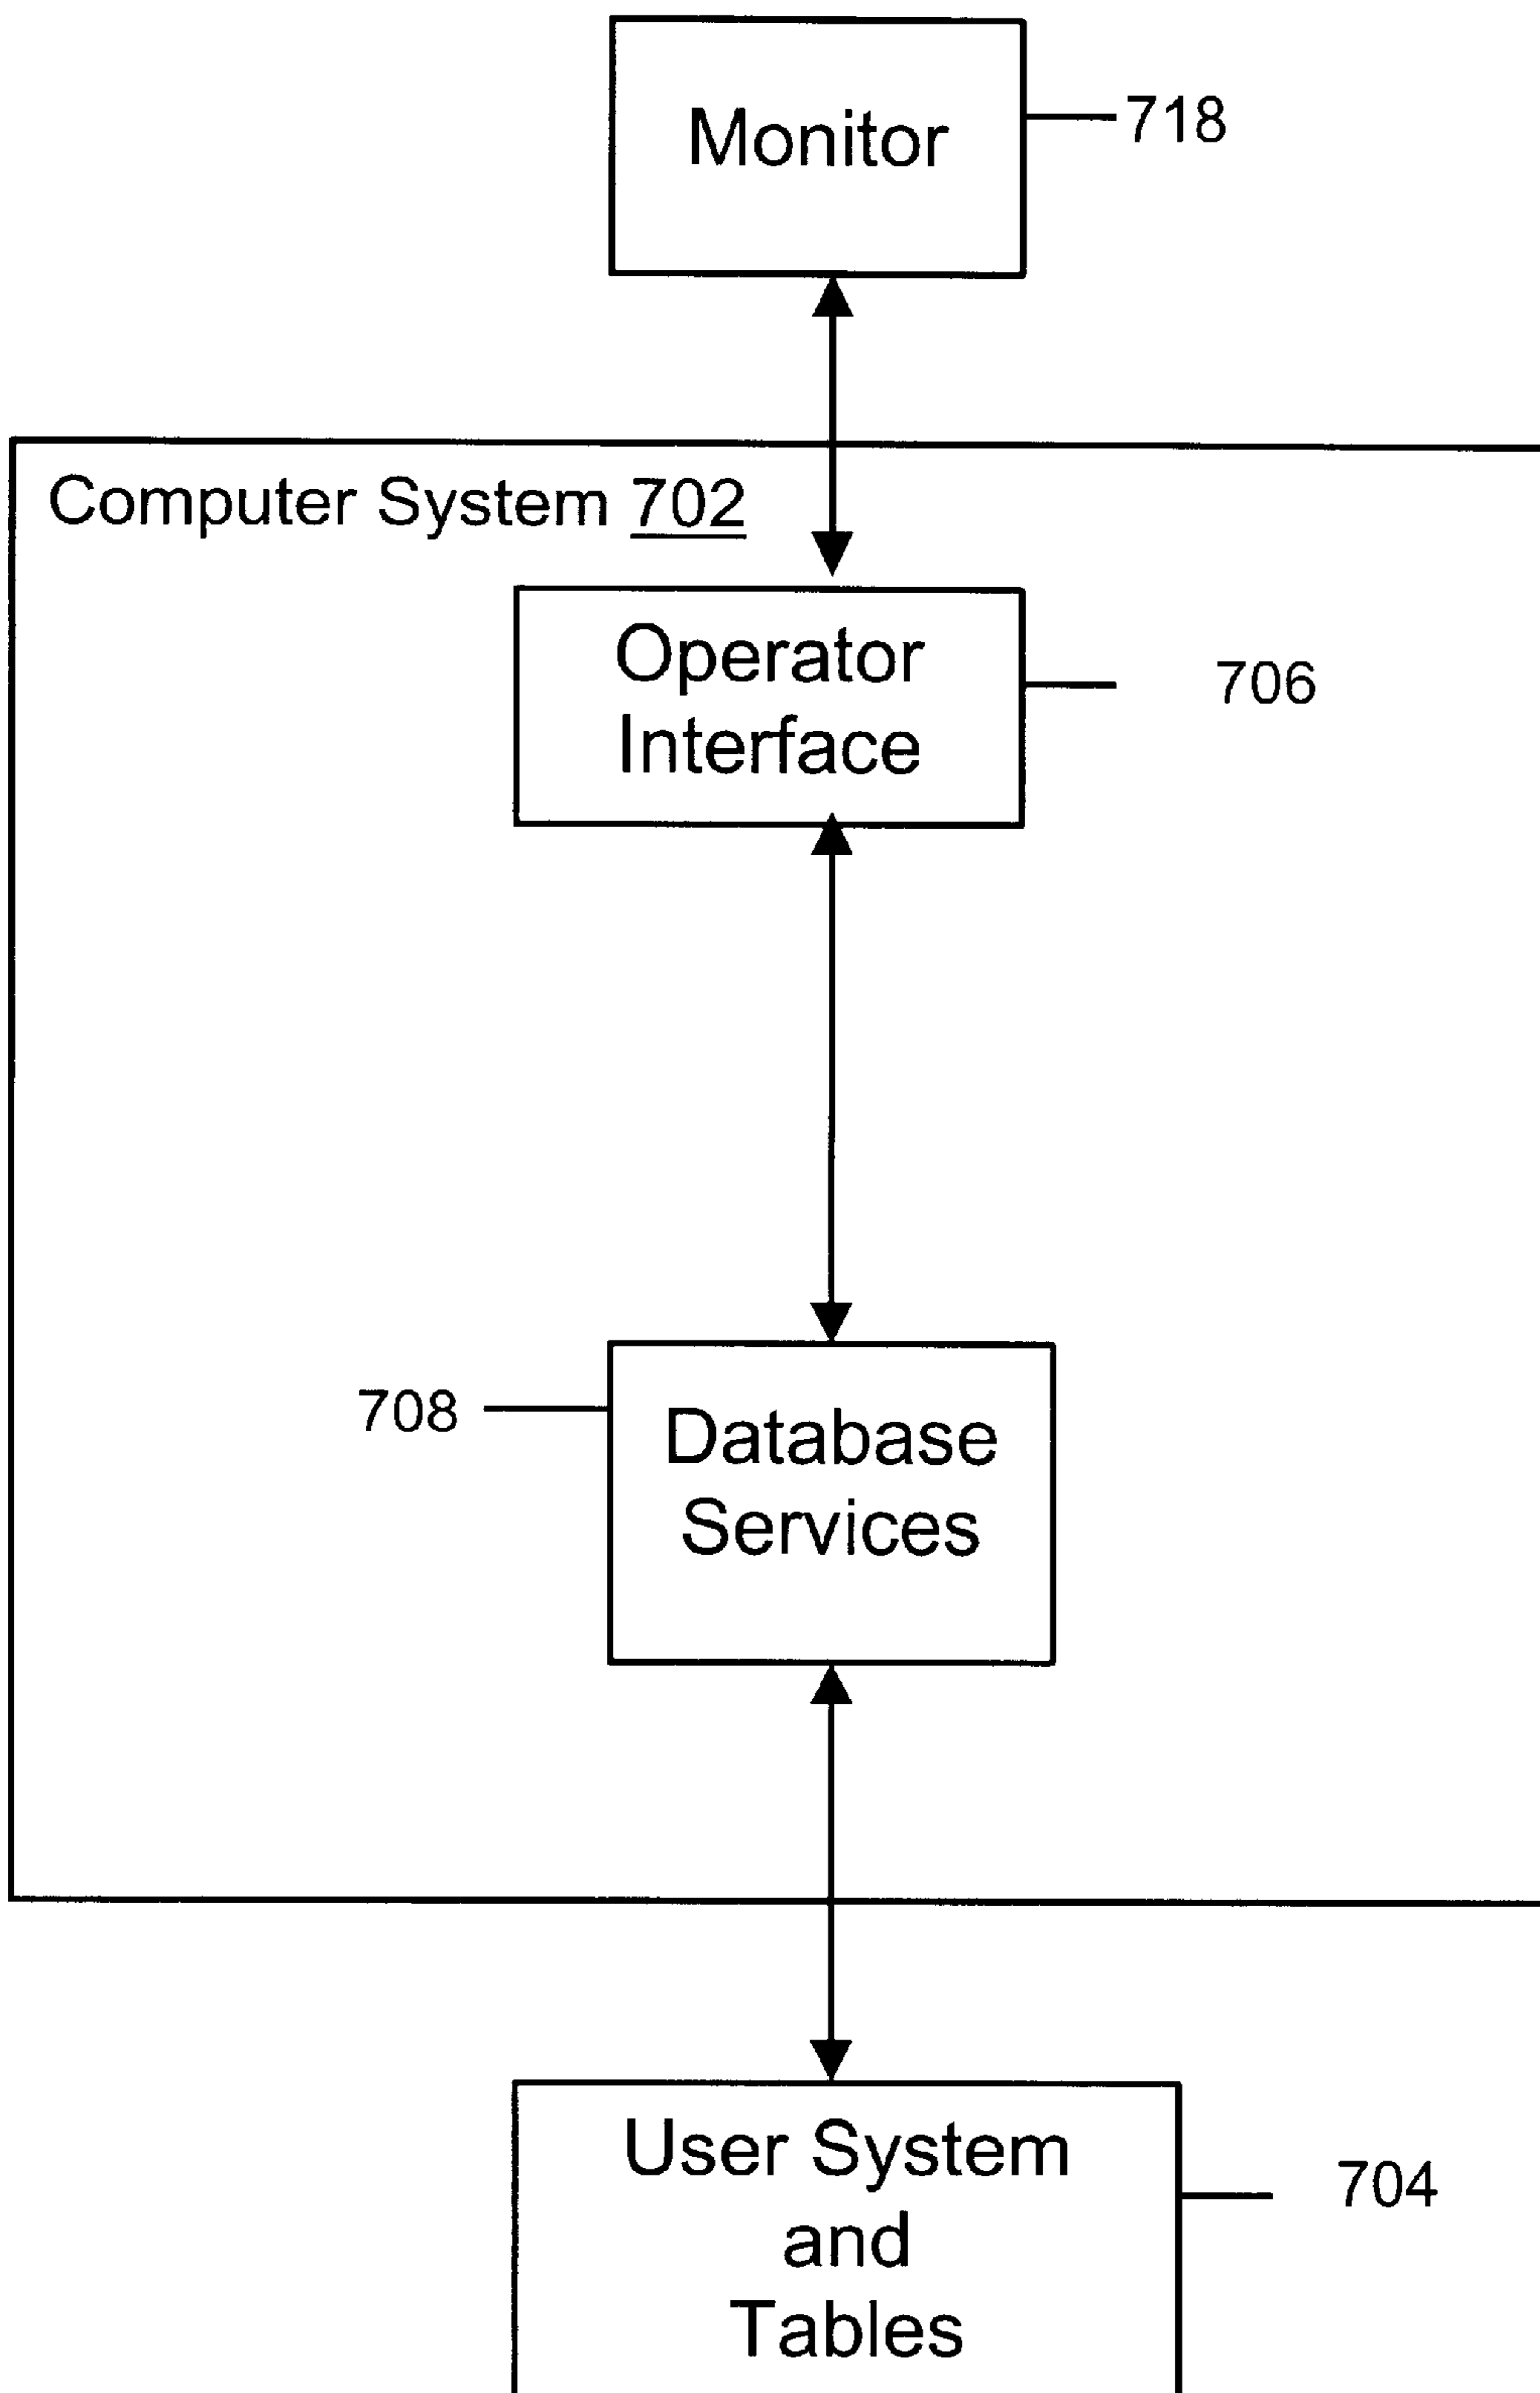 Monitor
718
Computer System 702
Operator
Interface
706
708
Database
Services
User System
and
Tables
704